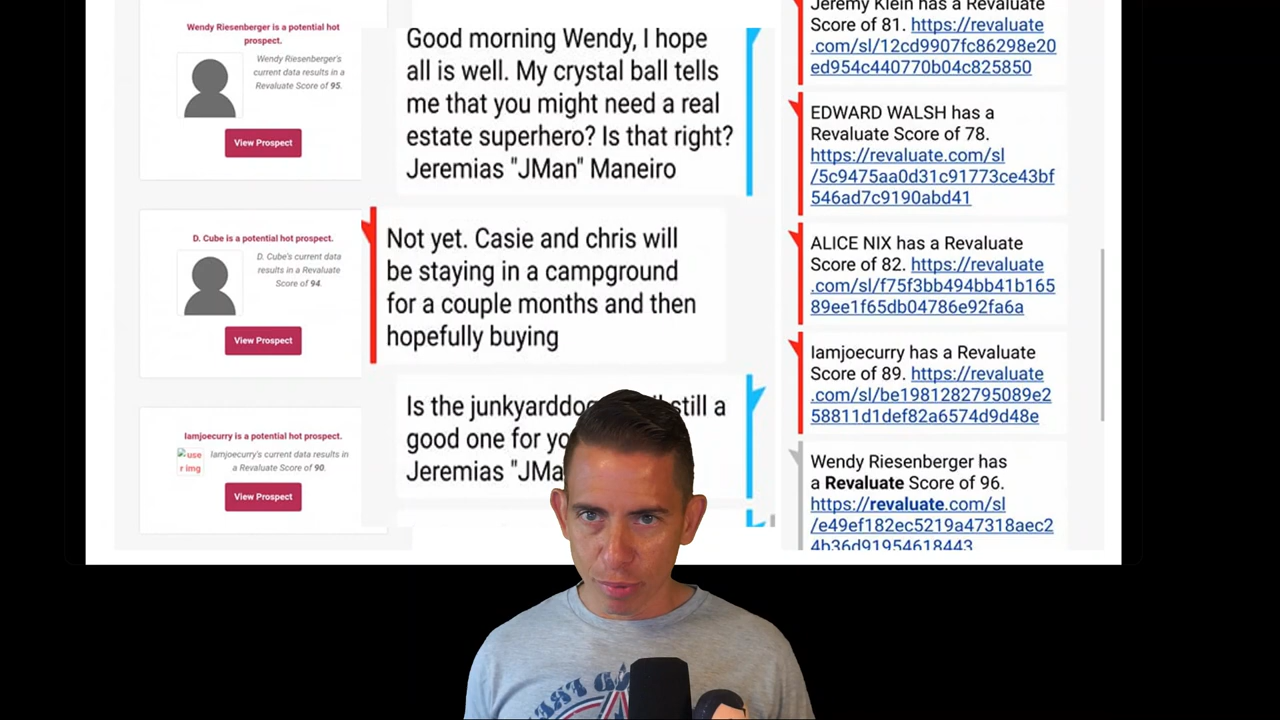 Wendy Riesenberger is a potential hot
prospect.
Wendy Riesenberger's
current data results in a
Revaluate Score of 95.
View Prospect
D. Cube is a potential hot prospect.
D. Cube's current data
results in a Revaluate
Score of 94.
View Prospect
Iamjoecurry is a potential hot prospect.
use
r img
Iamjoecurry's current data results in
a Revaluate Score of 90.
View Prospect
Good morning Wendy, I hope
all is well. My crystal ball tells
me that you might need a real
estate superhero? Is that right?
Jeremias "JMan" Maneiro
Not yet. Casie and chris will
be staying in a campground
for a couple months and then
hopefully buying
Is the still a
good one for
Jeremias
Jeremy Klein has a Revaluate
Score of 81. https://revaluate
.com/sl/12cd9907fc86298e20
ed954c440770b04c825850
EDWARD WALSH has a
Revaluate Score of 78.
https://revaluate.com/sl
/5c9475aa0d31c91773ce43bf
546ad7c9190abd41
ALICE NIX has a Revaluate
Score of 82. https://revaluate
.com/sl/f75f3bb494bb41b165
89ee1f65db04786e92fa6a
Iamjoecurry has a Revaluate
Score of 89. https://revaluate
.com/sl/be1981282795089e2
58811d1def82a6574d9d48e
Wendy Riesenberger has
a Revaluate Score of 96.
https://revaluate.com/sl
/e49ef182ec5219a47318aec2
4b36d91954618443